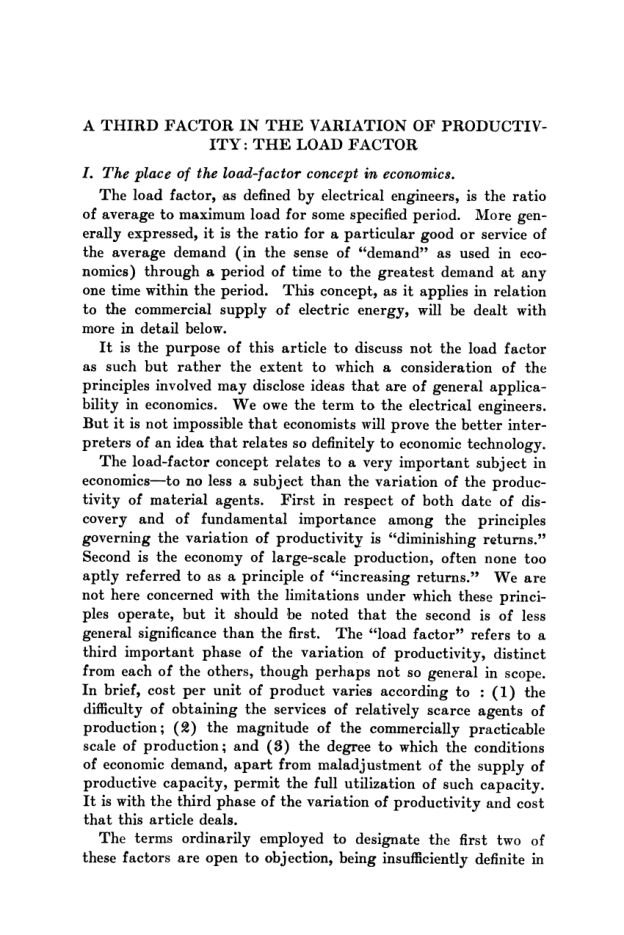 A THIRD FACTOR IN THE VARIATION OF PRODUCTIV-
ITY: THE LOAD FACTOR
I. The place of the load-factor concept in economics.
The load factor, as defined by electrical engineers, is the ratio
of average to maximum load for some specified period. More gen-
erally expressed, it is the ratio for a particular good or service of
the average demand (in the sense of "demand" as used in eco-
nomics) through a period of time to the greatest demand at any
one time within the period. This concept, as it applies in relation
to the commercial supply of electric energy, will be dealt with
more in detail below.
It is the purpose of this article to discuss not the load factor
as such but rather the extent to which a consideration of the
principles involved may disclose ideas that are of general applica-
bility in economics. We owe the term to the electrical engineers.
But it is not impossible that economists will prove the better inter-
preters of an idea that relates so definitely to economic technology.
The load-factor concept relates to a very important subject in
economics—to no less a subject than the variation of the produc-
tivity of material agents. First in respect of both date of dis-
covery and of fundamental importance among the principles
governing the variation of productivity is "diminishing returns."
Second is the economy of large-scale production, often none too
aptly referred to as a principle of "increasing returns." We are
not here concerned with the limitations under which these princi-
ples operate, but it should be noted that the second is of less
general significance than the first. The "load factor" refers to a
third important phase of the variation of productivity, distinct
from each of the others, though perhaps not so general in scope.
In brief, cost per unit of product varies according to : (1) the
difficulty of obtaining the services of relatively scarce agents of
production; (2) the magnitude of the commercially practicable
scale of production; and (3) the degree to which the conditions
of economic demand, apart from maladjustment of the supply of
productive capacity, permit the full utilization of such capacity.
It is with the third phase of the variation of productivity and cost
that this article deals.
The terms ordinarily employed to designate the first two of
these factors are open to objection, being insufficiently definite in